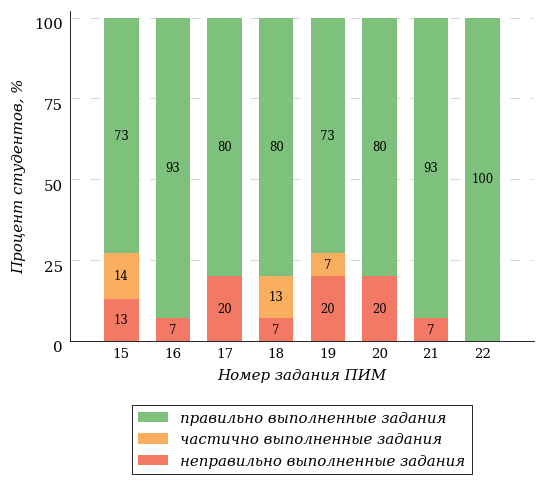 100
75
50
25
0
Процент студентов, %
73 93 80 80 73 80 93 100
14 13 7
13 7 20 7 20 20 7
15 16 17 18 19 20 21 22
Номер задания ПИМ
правильно выполненные задания
частично выполненные задания
неправильно выполненные задания